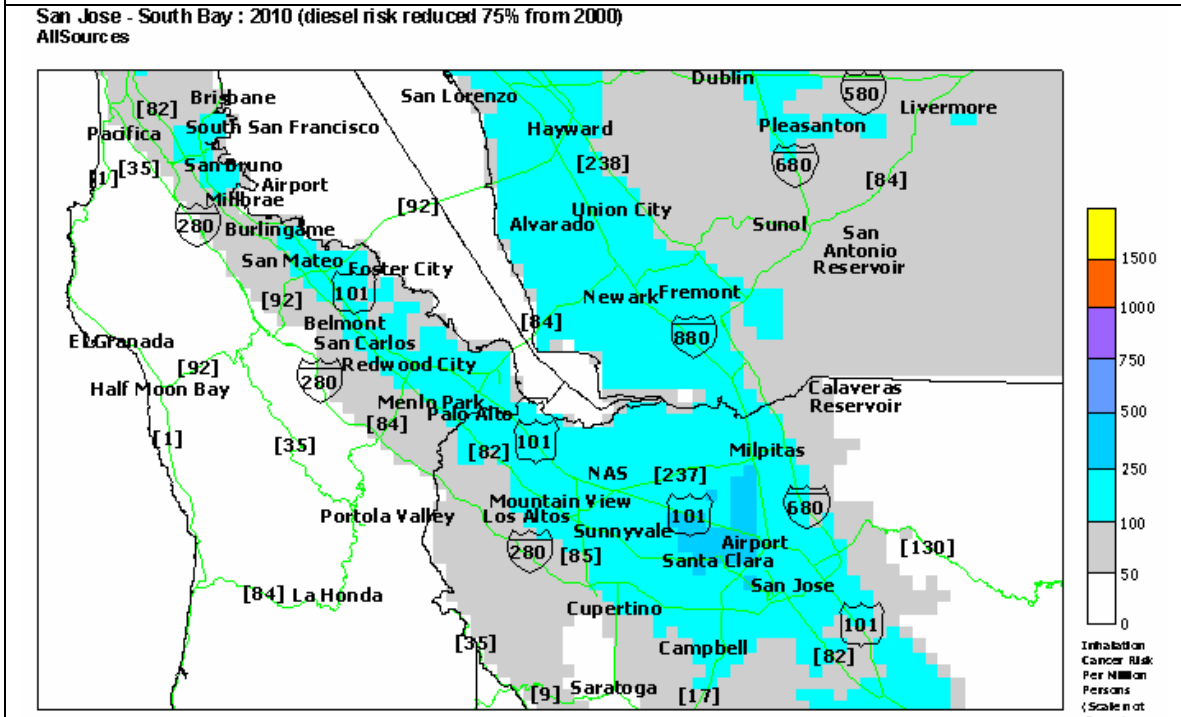 San Jose - South Bay : 2010 (diesel risk reduced 75% from 2000)
AllSources
Dublin
580
Brisbane
San Lorenzo
Livermore
[82]
Pacifica
South San Francisco
Hayward
Pleasanton
[1]
[35]
San Bruno
Airport
[238]
680
[84]
Millbrae
280
Burlingame
[92]
Alvarado
Union City
Sunol
San
Antonio
Reservoir
San Mateo
Foster City
101
[92]
Newark
Fremont
Belmont
San Carlos
[84]
880
El Granada
[92]
Redwood City
Half Moon Bay
280
Menlo Park
Palo Alto
Calaveras
Reservoir
[1]
[35]
[84]
[82]
101
Milpitas
NAS
[237]
Mountain View
Portola Valley
Los Altos
Sunnyvale
101
680
280
[85]
Airport
Santa Clara
[130]
[84]
La Honda
San Jose
Cupertino
101
[35]
Campbell
[82]
[9]
Saratoga
[17]
1500
1000
750
500
250
100
50
0
Inhalation
Cancer Risk
Per Million
Persons
(Scale not